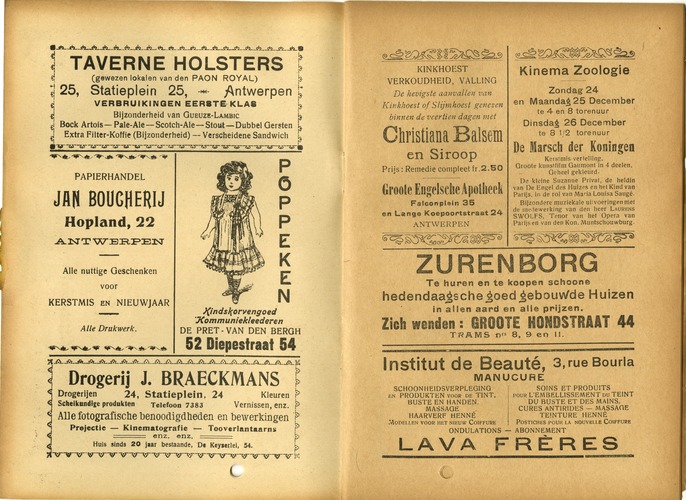 TAVERNE HOLSTERS
(gewezen lokalen van den PAON ROYAL)
25, Statieplein 25, Antwerpen
VERBRUIKINGEN EERSTE KLAS
Bijzonderheid van GUEUZE-LAMBIC
Bock Artois — Pale-Ale — Scotch-Ale — Stout — Dubbel Gersten
Extra Filter-Koffie (Bijzonderheid) — Verscheidene Sandwich
PAPIERHANDEL
JAN BOUCHERIJ
Hopland, 22
ANTWERPEN
Alle nuttige Geschenken
voor
KERSTMIS EN NIEUWJAAR
Alle Drukwerk.
POPPEKEN
Kindskorvengoed
Kommuniekleederen
DE PRET-VAN DEN BERGH
52 Diepestraat 54
Drogerij J. BRAECKMANS
Drogerijen 24, Statieplein, 24 Kleuren
Scheikundige produkten Telefoon 7383 Vernissen, enz.
Alle fotografische benoodigdheden en bewerkingen
Projectie — Kinematografie — Tooverlantaarns
enz. enz.
Huis sinds 20 jaar bestaande, De Keyserlei, 54.
KINKHOEST
VERKOUDHEID, VALLING
De hevigste aanvallen van
Kinkhoest of Slijmhoest genezen
binnen de veertien dagen met
Christiana Balsem
en Siroop
Prijs: Remedie compleet fr. 2.50
Groote Engelsche Apotheek
Falconplein 35
en Lange Koepoortstraat 24
ANTWERPEN
Kinema Zoologie
Zondag 24
en Maandag 25 December
te 4 en 8 torenuur
Dinsdag 26 December
te 8 1/2 torenuur
De Marsch der Koningen
Kerstmis-vertelling.
Groote kunstfilm Gaumont in 4 deelen.
Geheel gekleurd.
De kleine Suzanne Privat, de heldin
van De Engel des Huizes en het Kind van
Parijs, in de rol van Maria Louisa Saugé.
Bijzondere muziekale uitvoeringen met
de medewerking van den heer LAURENS
SWOLFS, Tenor van het Opera van
Parijs en van den Kon. Muntschouwburg.
ZURENBORG
Te huren en te koopen schoone
hedendaagsche goed gebouwde Huizen
in allen aard en alle prijzen.
Zich wenden: GROOTE HONDSTRAAT 44
TRAMS nrs 8, 9 en 11.
Institut de Beauté, 3, rue Bourla
MANUCURE
SCHOONHEIDSVERPLEGING
EN PRODUKTEN VOOR DE TINT,
BUSTE EN HANDEN.
MASSAGE
HAARVERF HENNÉ
MODELLEN VOOR HET NIEUW COIFFURE
SOINS ET PRODUITS
POUR L'EMBELLISSEMENT DU TEINT
DU BUSTE ET DES MAINS.
CURES ANTIRIDES — MASSAGE
TEINTURE HENNÉ
POSTICHES POUR LA NOUVELLE COIFFURE
ONDULATIONS — ABONNEMENT
LAVA FRÈRES